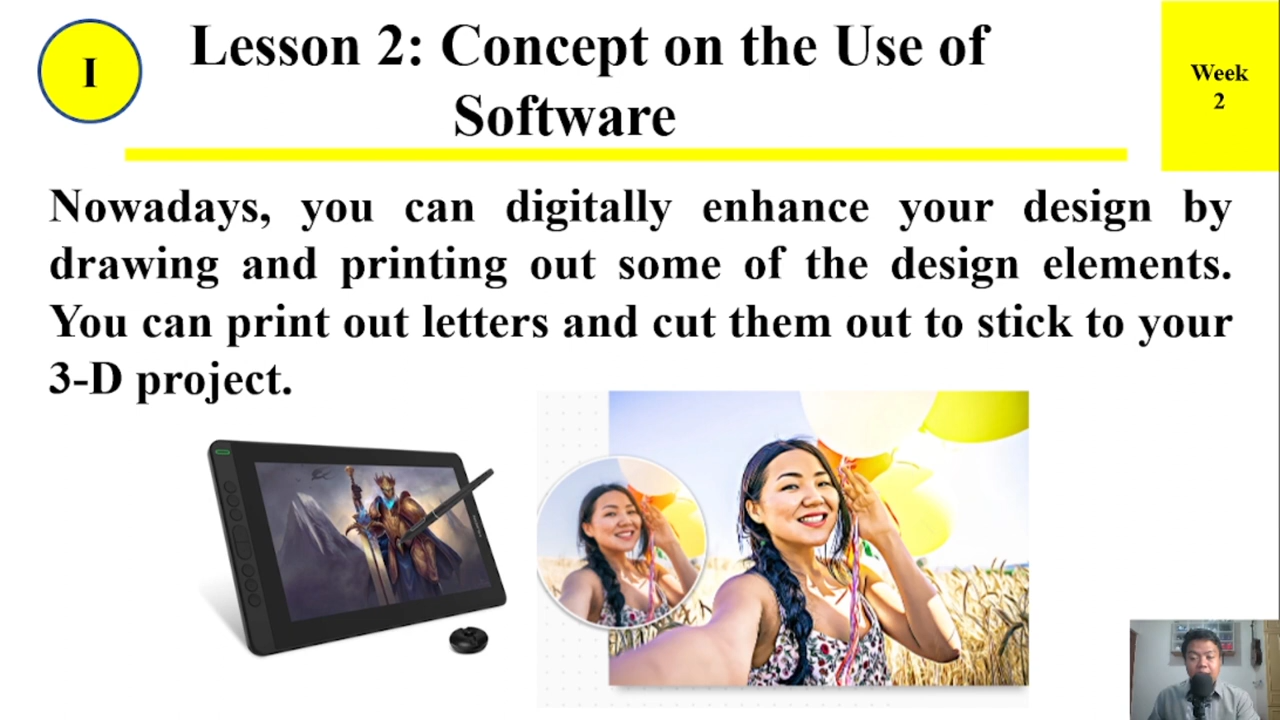 I
Lesson 2: Concept on the Use of
Software
Week
2
Nowadays, you can digitally enhance your design by
drawing and printing out some of the design elements.
You can print out letters and cut them out to stick to your
3-D project.